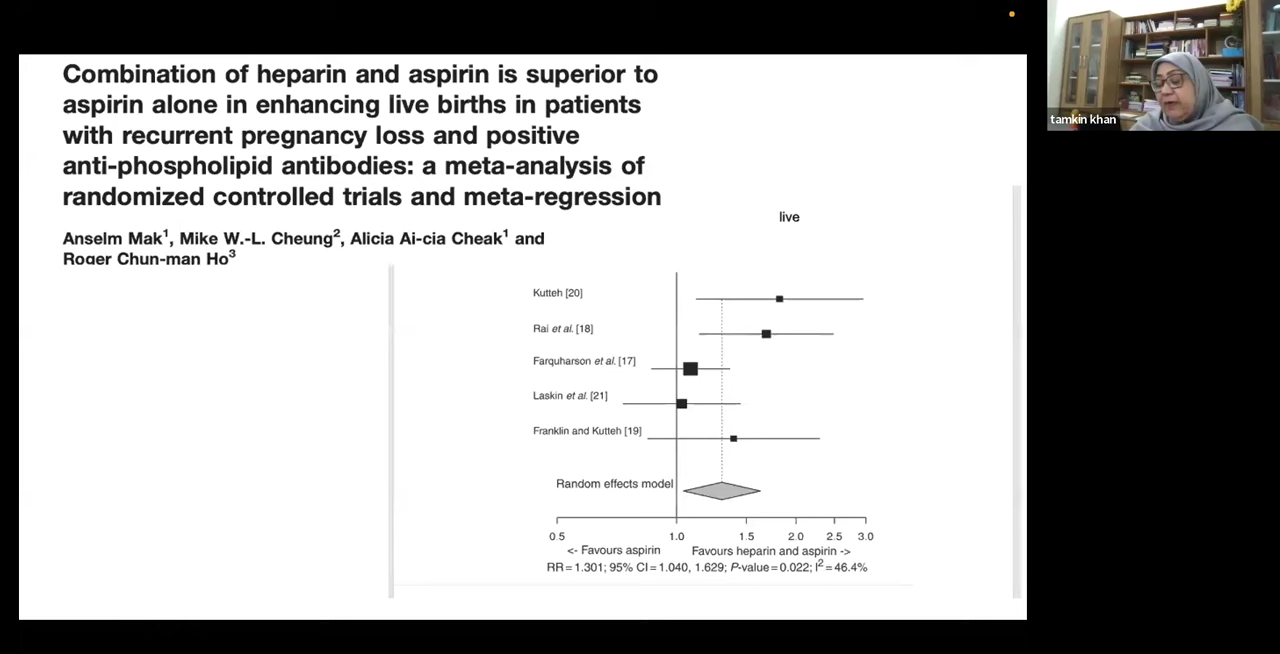 Combination of heparin and aspirin is superior to
aspirin alone in enhancing live births in patients
with recurrent pregnancy loss and positive
anti-phospholipid antibodies: a meta-analysis of
randomized controlled trials and meta-regression
Anselm Mak1, Mike W.-L. Cheung2, Alicia Ai-cia Cheak1 and
Roger Chun-man Ho3
live
Kutteh [20]
Rai et al. [18]
Farquharson et al. [17]
Laskin et al. [21]
Franklin and Kutteh [19]
Random effects model
0.5 1.0 1.5 2.0 2.5 3.0
<- Favours aspirin Favours heparin and aspirin ->
RR=1.301; 95% CI=1.040, 1.629; P-value=0.022; I2=46.4%
tamkin khan